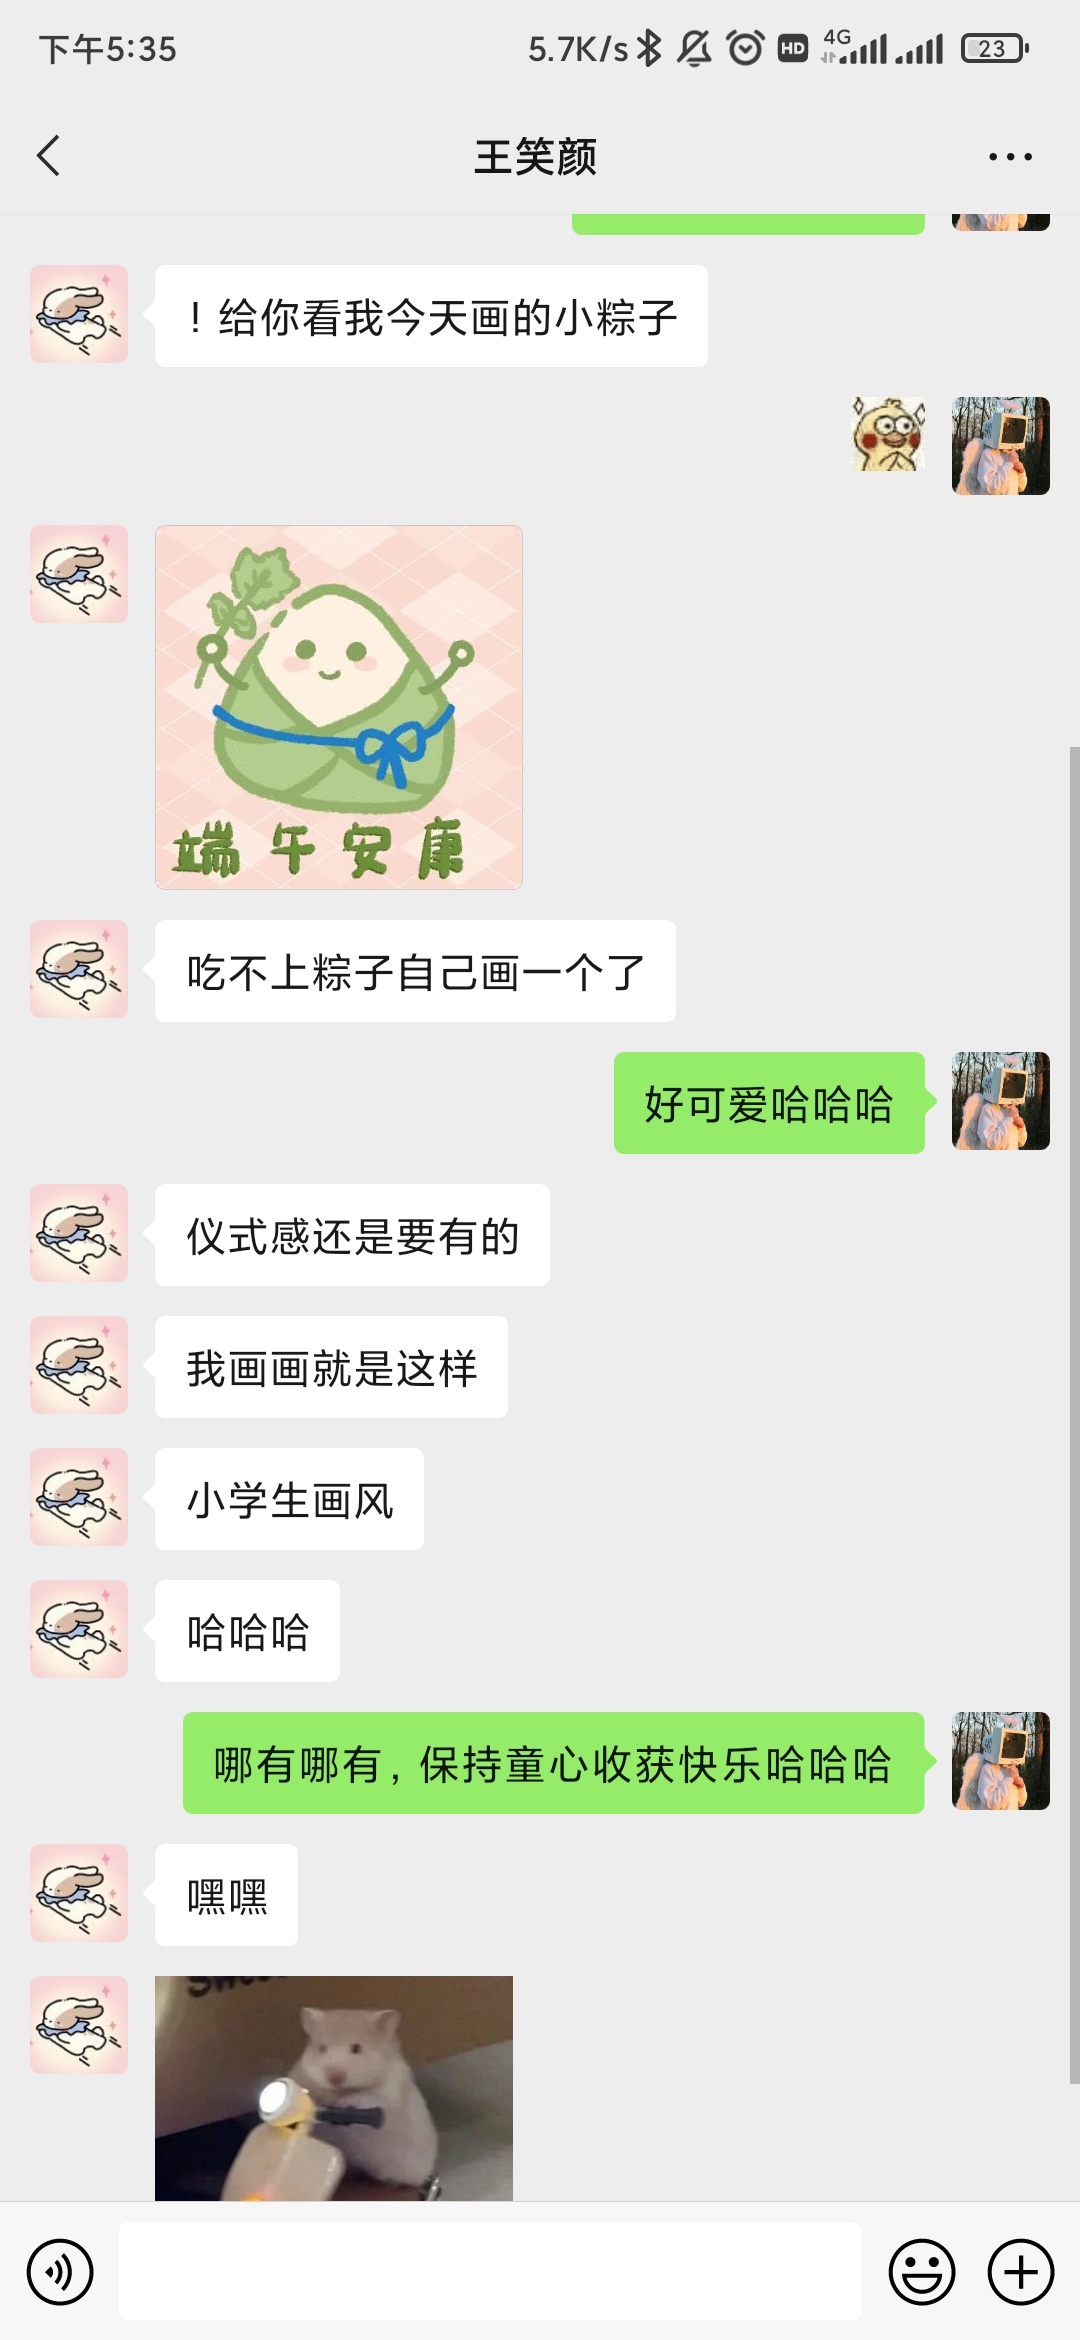 下午5:35
5.7K/s
HD
4G
23
王笑颜
！给你看我今天画的小粽子
端午安康
吃不上粽子自己画一个了
好可爱哈哈哈
仪式感还是要有的
我画画就是这样
小学生画风
哈哈哈
哪有哪有，保持童心收获快乐哈哈哈
嘿嘿